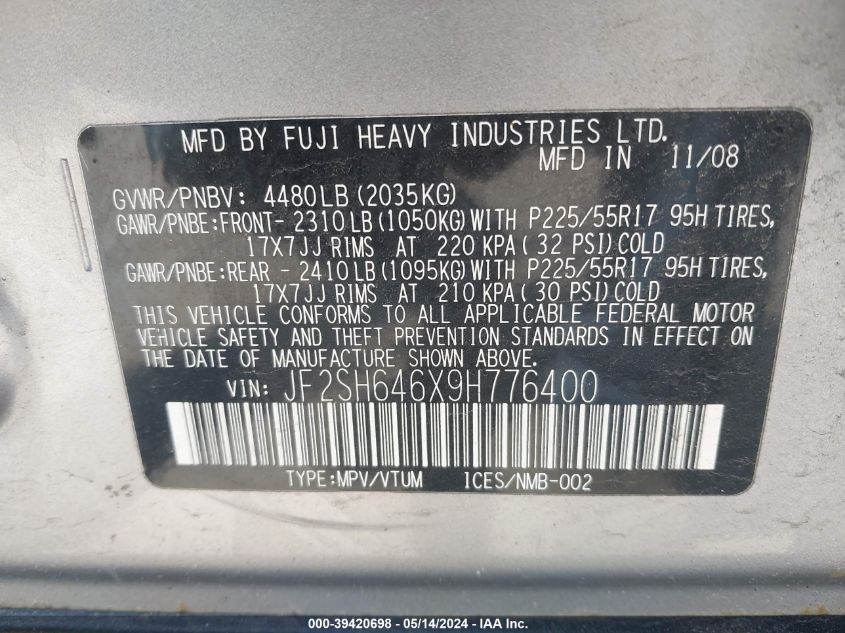 MFD BY FUJI HEAVY INDUSTRIES LTD.
MFD IN 11/08
GVWR/PNBV: 4480LB (2035KG)
GAWR/PNBE:FRONT- 2310LB(1050KG)WITH P225/55R17 95H TIRES,
17X7JJ RIMS AT 220 KPA( 32 PSI)COLD
GAWR/PNBE:REAR - 2410LB(1095KG)WITH P225/55R17 95H TIRES,
17X7JJ RIMS AT 210 KPA( 30 PSI)COLD
THIS VEHICLE CONFORMS TO ALL APPLICABLE FEDERAL MOTOR
VEHICLE SAFETY AND THEFT PREVENTION STANDARDS IN EFFECT ON
THE DATE OF MANUFACTURE SHOWN ABOVE.
VIN: JF2SH646X9H776400
TYPE:MPV/VTUM ICES/NMB-002
000-39420698 - 05/14/2024 - IAAI.COM